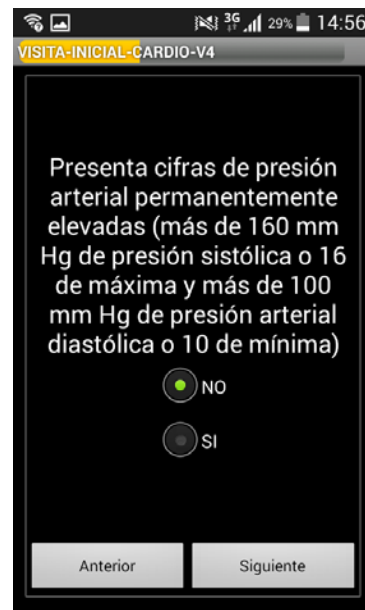 3G 29% 14:56
VISITA-INICIAL-CARDIO-V4
Presenta cifras de presión
arterial permanentemente
elevadas (más de 160 mm
Hg de presión sistólica o 16
de máxima y más de 100
mm Hg de presión arterial
diastólica o 10 de mínima)
NO
SI
Anterior Siguiente